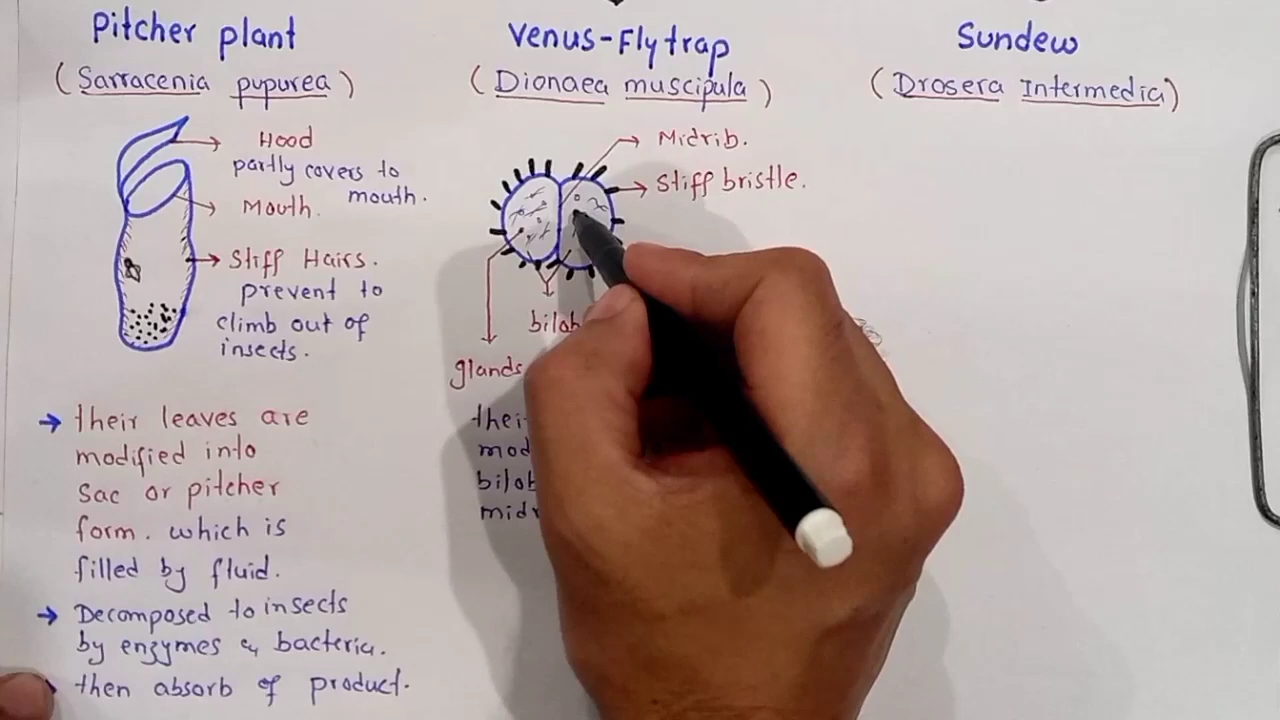 Pitcher plant
(Sarracenia pupurea)
Hood
partly covers to
mouth.
Mouth.
Stiff Hairs.
prevent to
climb out of
insects.
→ their leaves are
modified into
Sac or pitcher
form. which is
filled by fluid.
→ Decomposed to insects
by enzymes & bacteria.
then absorb of product.
Venus-Flytrap
(Dionaea muscipula)
Midrib.
Stiff bristle.
glands
Sundew
(Drosera Intermedia)